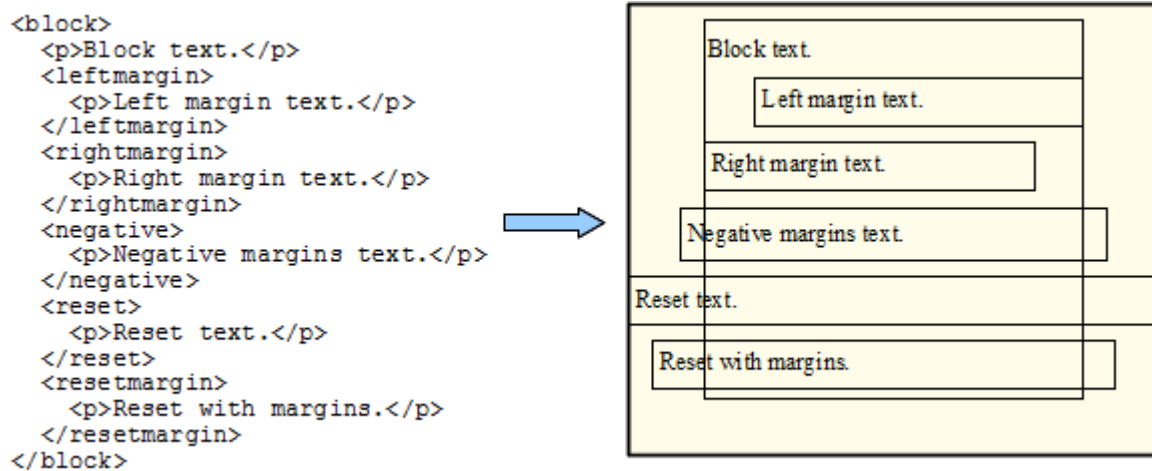 <block>
  <p>Block text.</p>
  <leftmargin>
    <p>Left margin text.</p>
  </leftmargin>
  <rightmargin>
    <p>Right margin text.</p>
  </rightmargin>
  <negative>
    <p>Negative margins text.</p>
  </negative>
  <reset>
    <p>Reset text.</p>
  </reset>
  <resetmargin>
    <p>Reset with margins.</p>
  </resetmargin>
</block>
Block text.
Left margin text.
Right margin text.
Negative margins text.
Reset text.
Reset with margins.